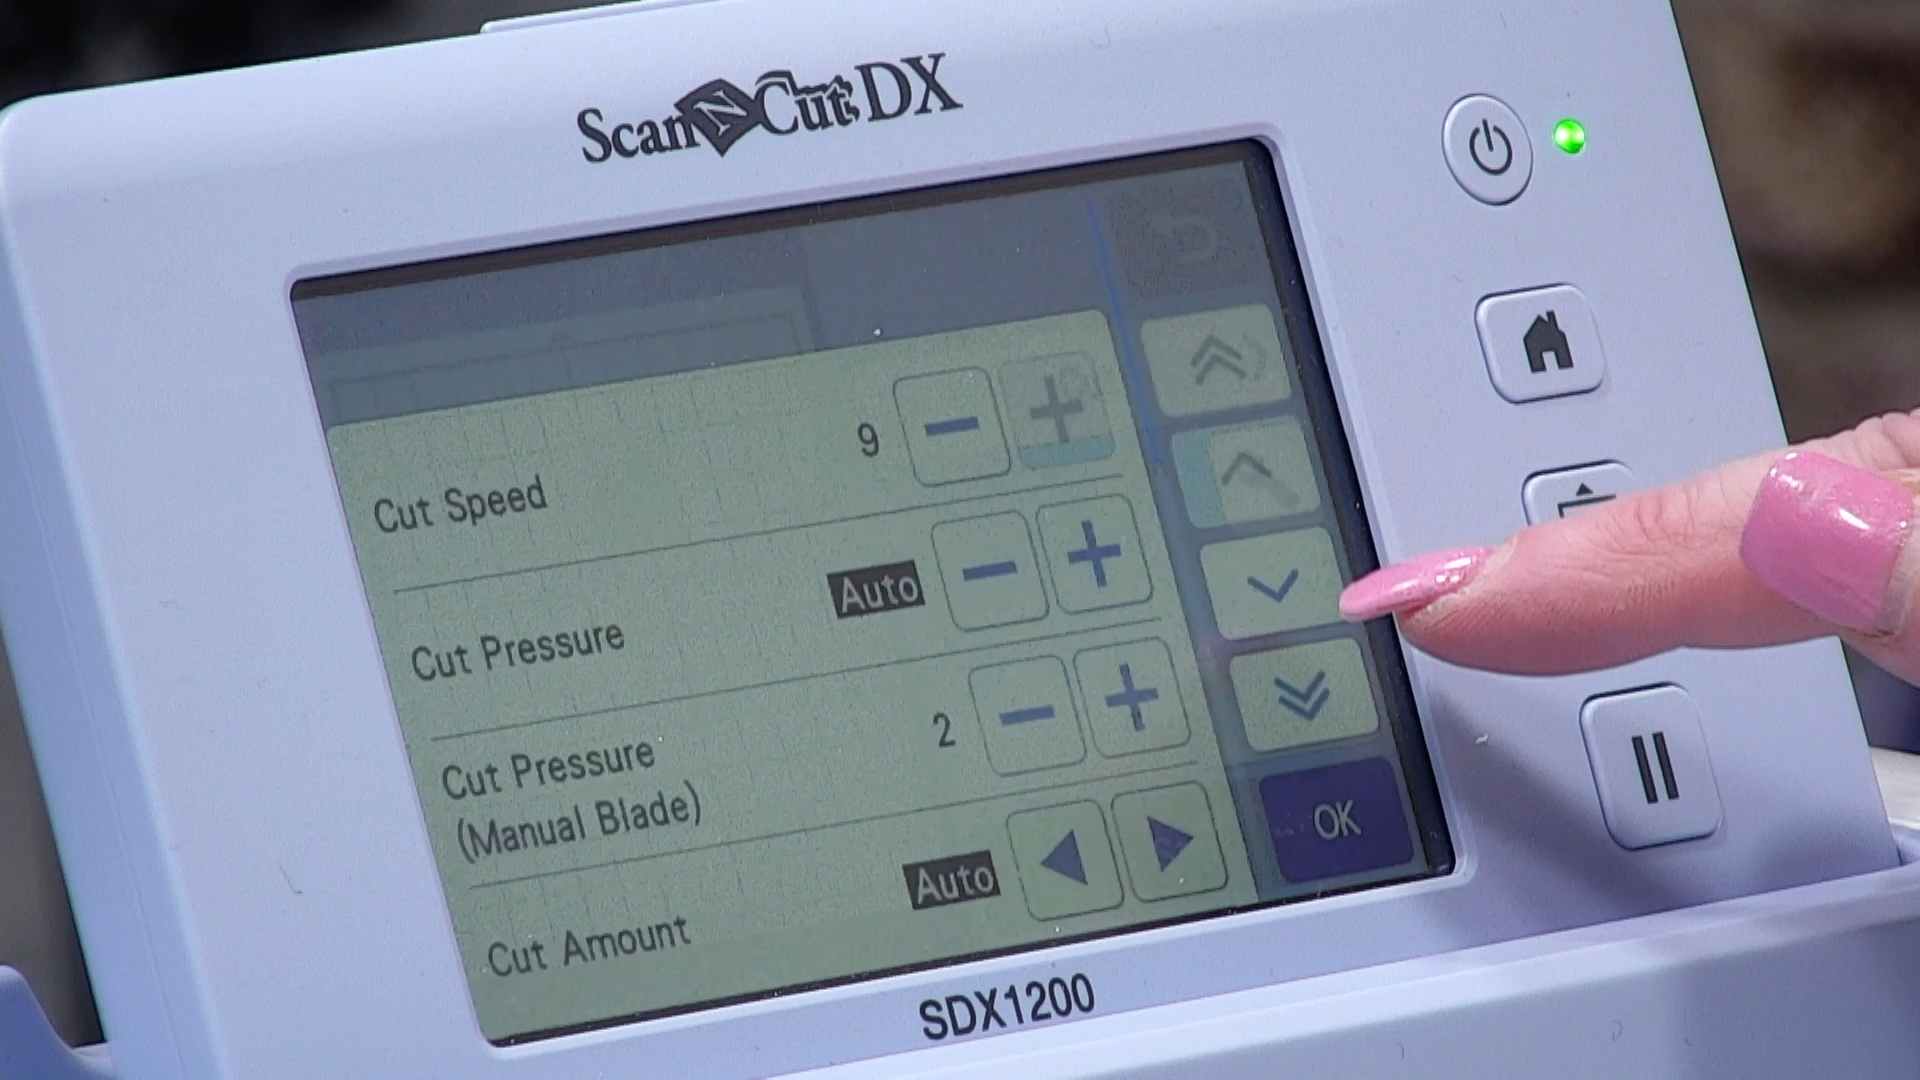 ScanNCut DX
Cut Speed 9
Cut Pressure Auto
Cut Pressure
(Manual Blade) 2
Cut Amount Auto
OK
SDX1200